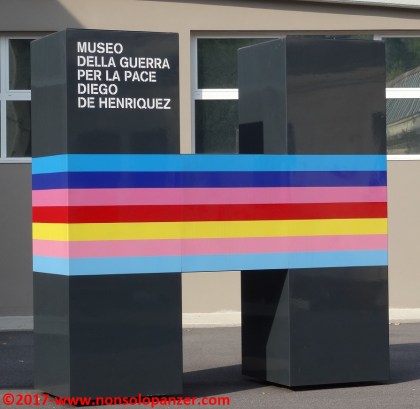 MUSEO
DELLA GUERRA
PER LA PACE
DIEGO
DE HENRIQUEZ
©2017-www.nonsolopanzer.com